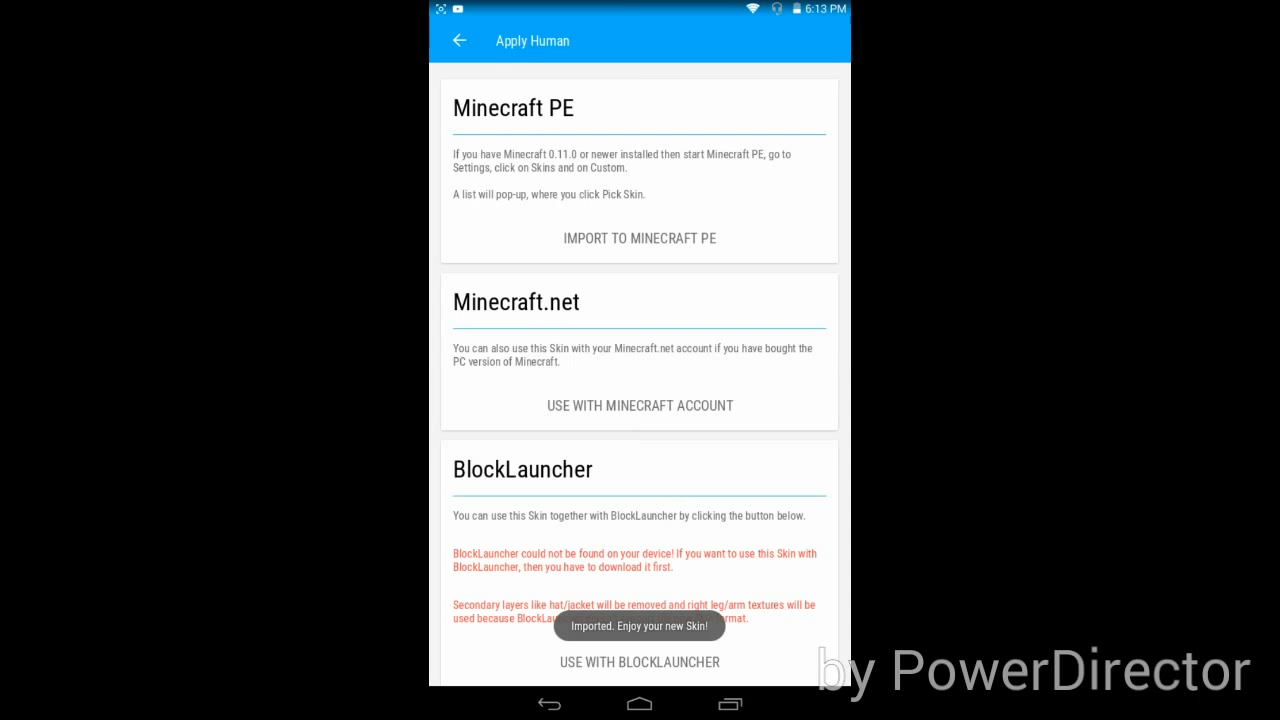 6:13 PM
Apply Human
Minecraft PE
If you have Minecraft 0.11.0 or newer installed then start Minecraft PE, go to
Settings, click on Skins and on Custom.
A list will pop-up, where you click Pick Skin.
IMPORT TO MINECRAFT PE
Minecraft.net
You can also use this Skin with your Minecraft.net account if you have bought the
PC version of Minecraft.
USE WITH MINECRAFT ACCOUNT
BlockLauncher
You can use this Skin together with BlockLauncher by clicking the button below.
BlockLauncher could not be found on your device! If you want to use this Skin with
BlockLauncher, then you have to download it first.
Secondary layers like hat/jacket will be removed and right leg/arm textures will be
used because
Imported. Enjoy your new Skin!
USE WITH BLOCKLAUNCHER
by PowerDirector